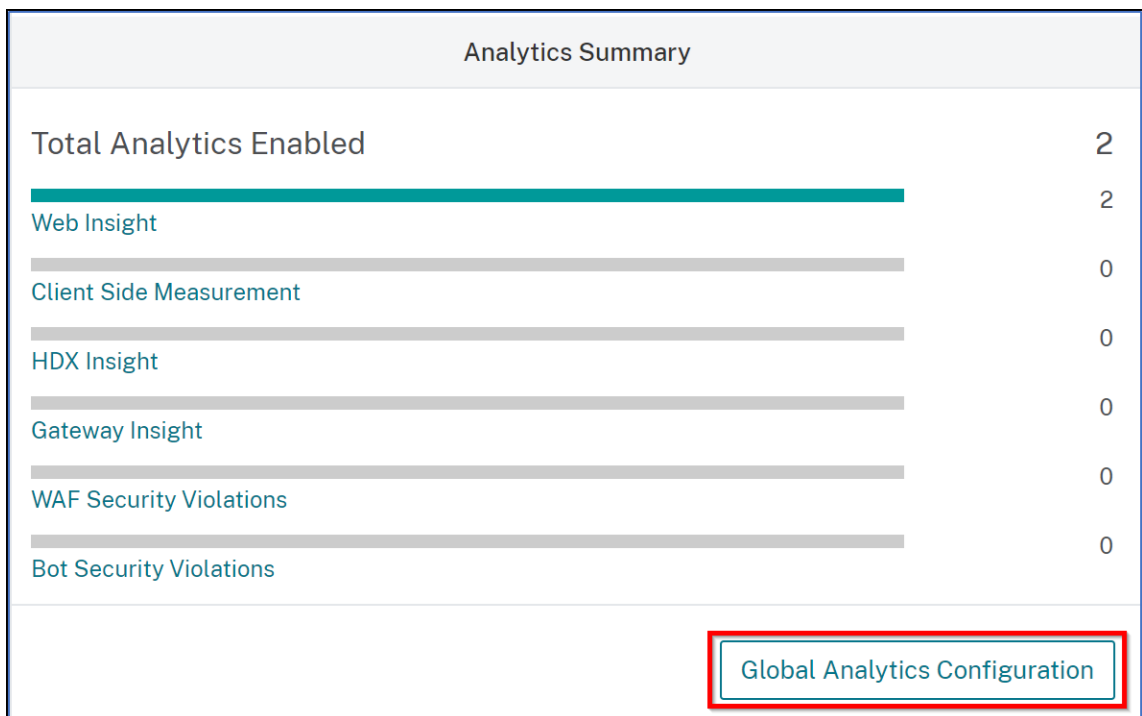 Analytics Summary
Total Analytics Enabled 2
2
Web Insight
0
Client Side Measurement
0
HDX Insight
0
Gateway Insight
0
WAF Security Violations
0
Bot Security Violations
Global Analytics Configuration